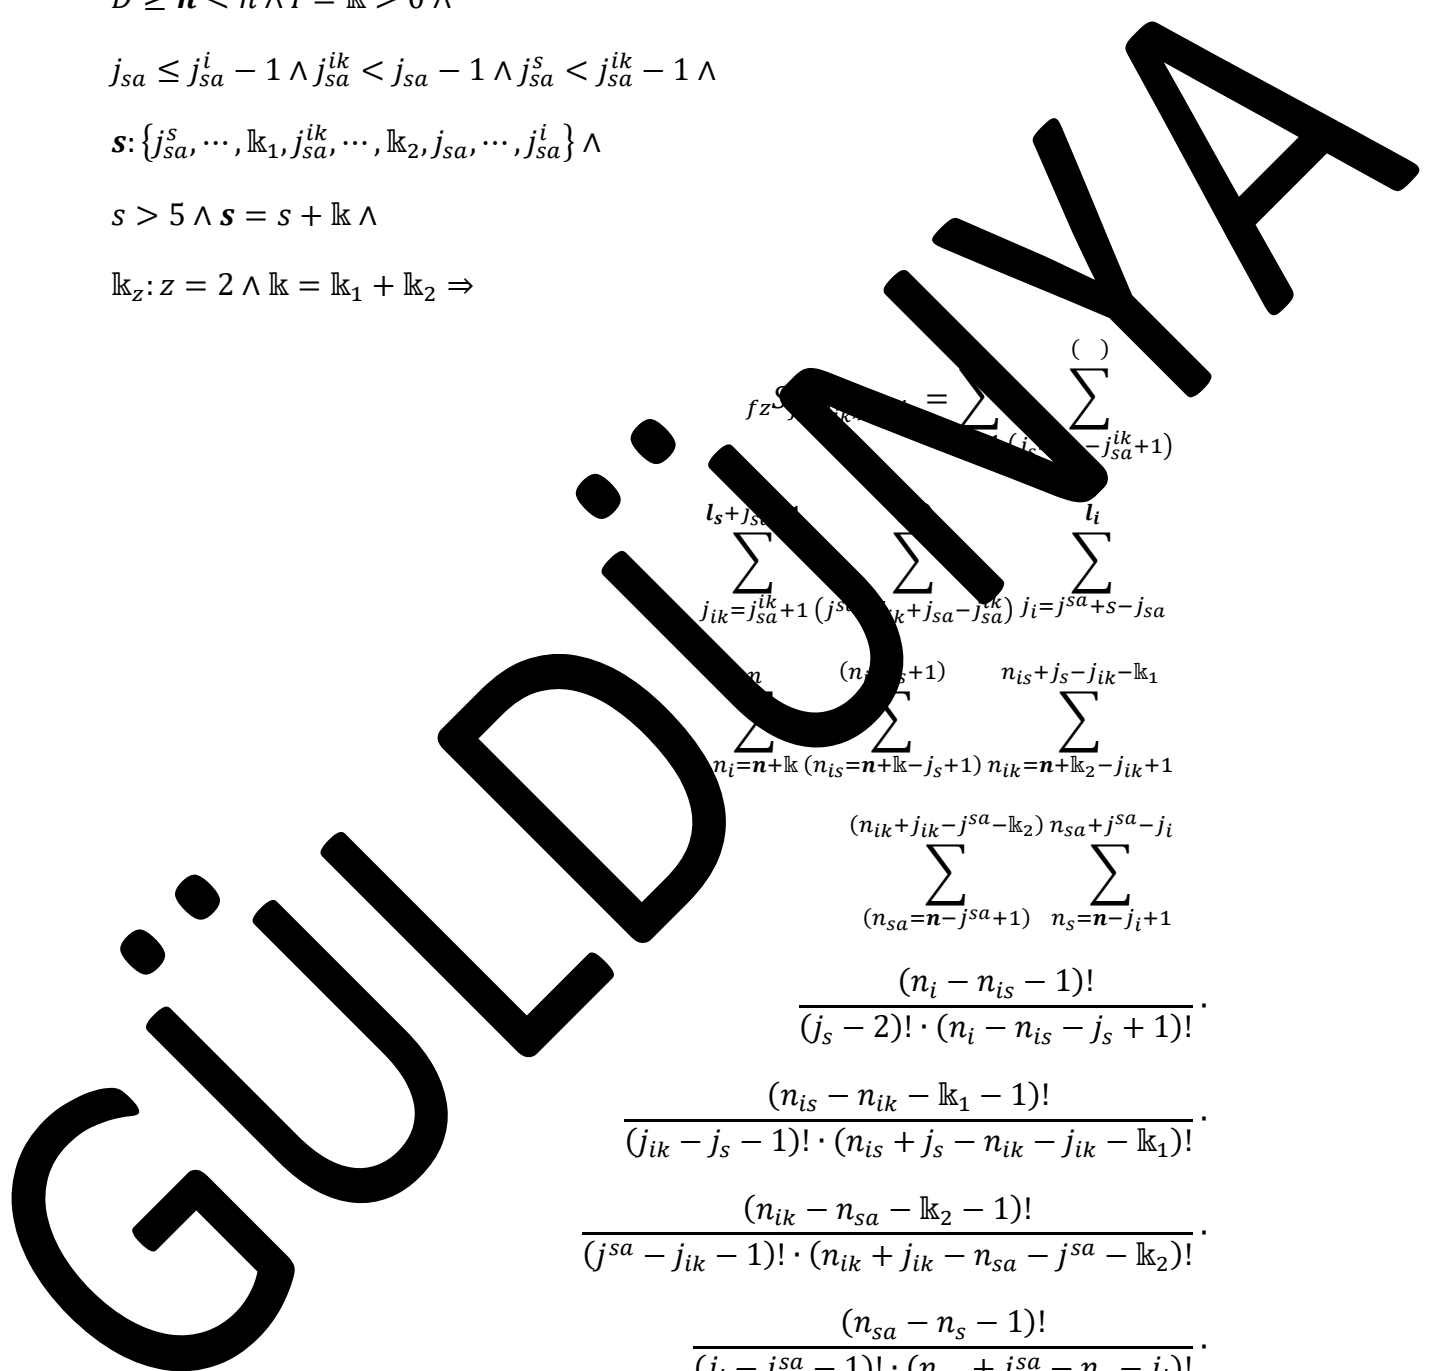 j_{sa} ≤ j_{sa}^{i} − 1 ∧ j_{sa}^{ik} < j_{sa} − 1 ∧ j_{sa}^{s} < j_{sa}^{ik} − 1 ∧
s: {j_{sa}^{s}, ⋯, 𝕜_1, j_{sa}^{ik}, ⋯, 𝕜_2, j_{sa}, ⋯, j_{sa}^{i}} ∧
s > 5 ∧ s = s + 𝕜 ∧
𝕜_z: z = 2 ∧ 𝕜 = 𝕜_1 + 𝕜_2 ⇒
( )
fz = ∑ ∑
−j_{sa}^{ik}+1)
l_i
∑ ∑ ∑
j_{ik}=j_{sa}^{ik}+1 j_i=j^{sa}+s−j_{sa}
n n_{is}+j_s−j_{ik}−𝕜_1
∑ ∑ ∑
n_i=n+𝕜 (n_{is}=n+𝕜−j_s+1) n_{ik}=n+𝕜_2−j_{ik}+1
(n_{ik}+j_{ik}−j^{sa}−𝕜_2) n_{sa}+j^{sa}−j_i
∑ ∑
(n_{sa}=n−j^{sa}+1) n_s=n−j_i+1
(n_i − n_{is} − 1)!
(j_s − 2)! · (n_i − n_{is} − j_s + 1)! ·
(n_{is} − n_{ik} − 𝕜_1 − 1)!
(j_{ik} − j_s − 1)! · (n_{is} + j_s − n_{ik} − j_{ik} − 𝕜_1)! ·
(n_{ik} − n_{sa} − 𝕜_2 − 1)!
(j^{sa} − j_{ik} − 1)! · (n_{ik} + j_{ik} − n_{sa} − j^{sa} − 𝕜_2)! ·
(n_{sa} − n_s − 1)!
GÜLDÜNYA